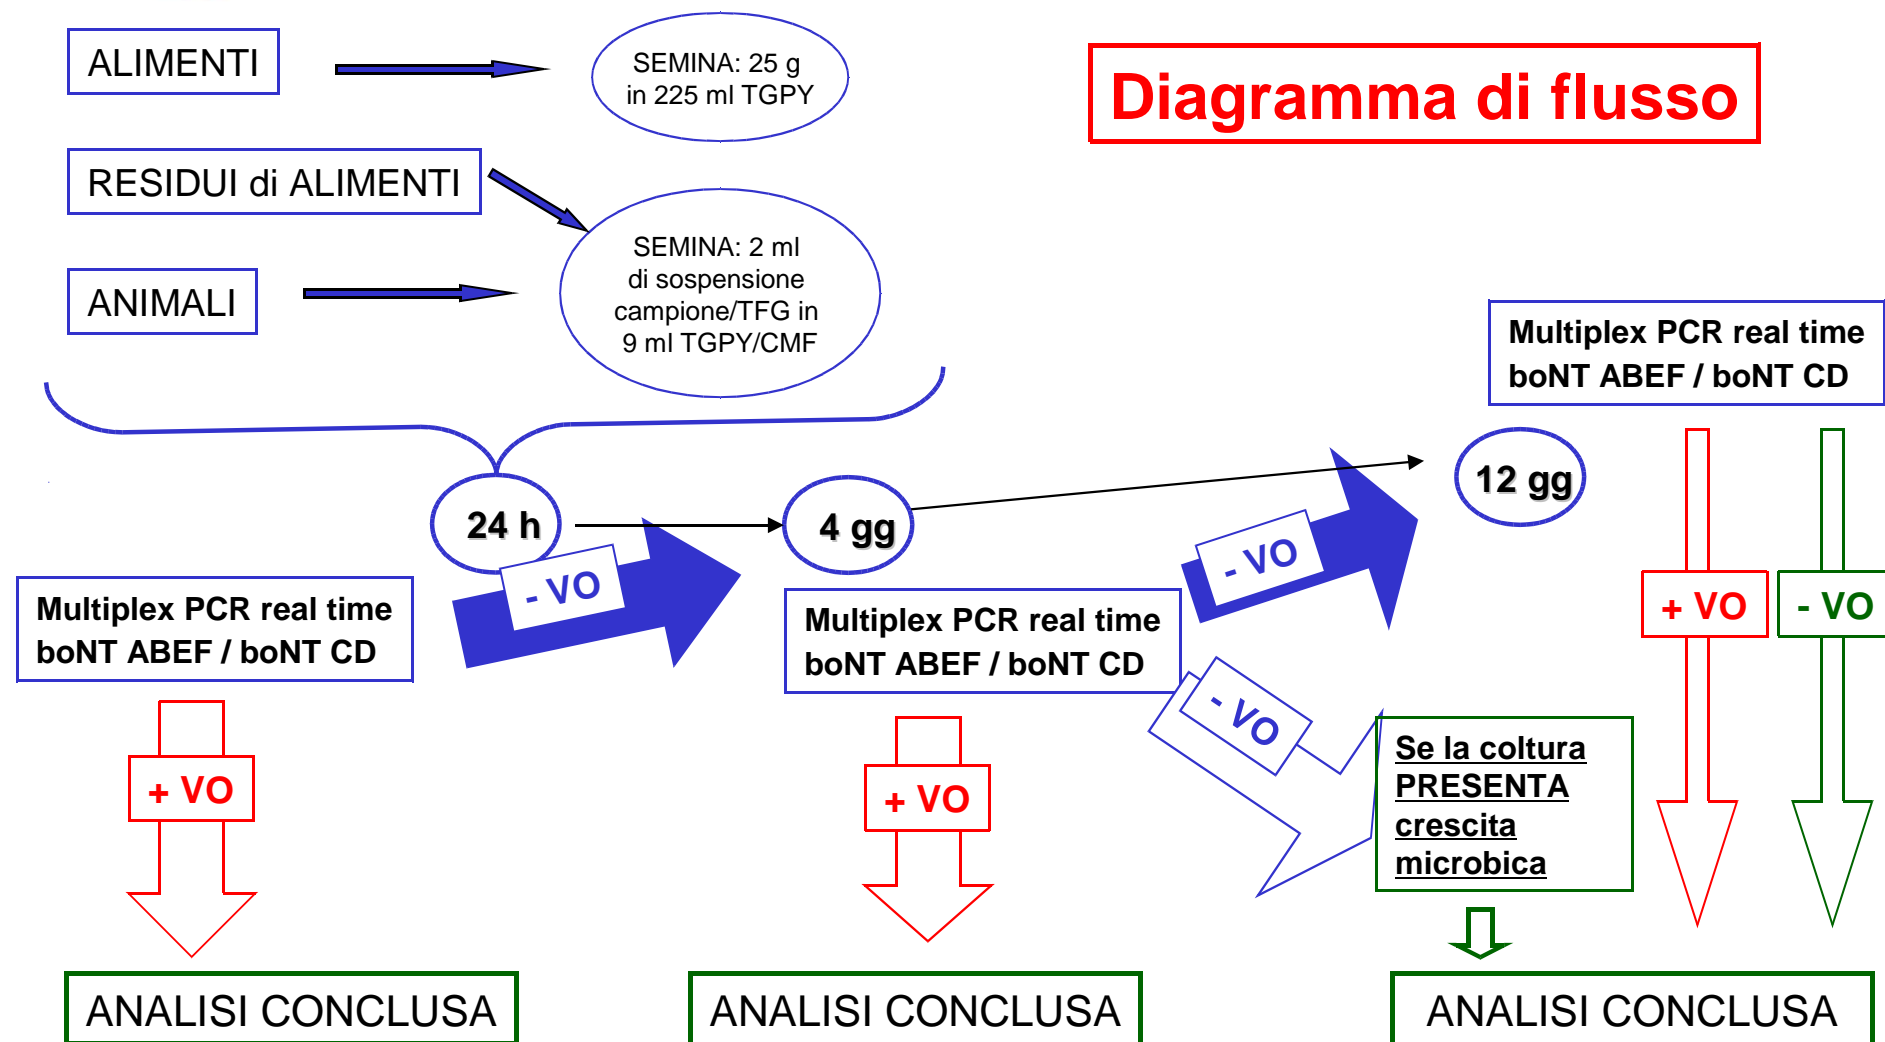 ALIMENTI
SEMINA: 25 g
in 225 ml TGPY
Diagramma di flusso
RESIDUI di ALIMENTI
ANIMALI
SEMINA: 2 ml
di sospensione
campione/TFG in
9 ml TGPY/CMF
Multiplex PCR real time
boNT ABEF / boNT CD
24 h
4 gg
12 gg
- VO
- VO
+ VO
- VO
Multiplex PCR real time
boNT ABEF / boNT CD
Multiplex PCR real time
boNT ABEF / boNT CD
- VO
+ VO
+ VO
Se la coltura
PRESENTA
crescita
microbica
ANALISI CONCLUSA
ANALISI CONCLUSA
ANALISI CONCLUSA